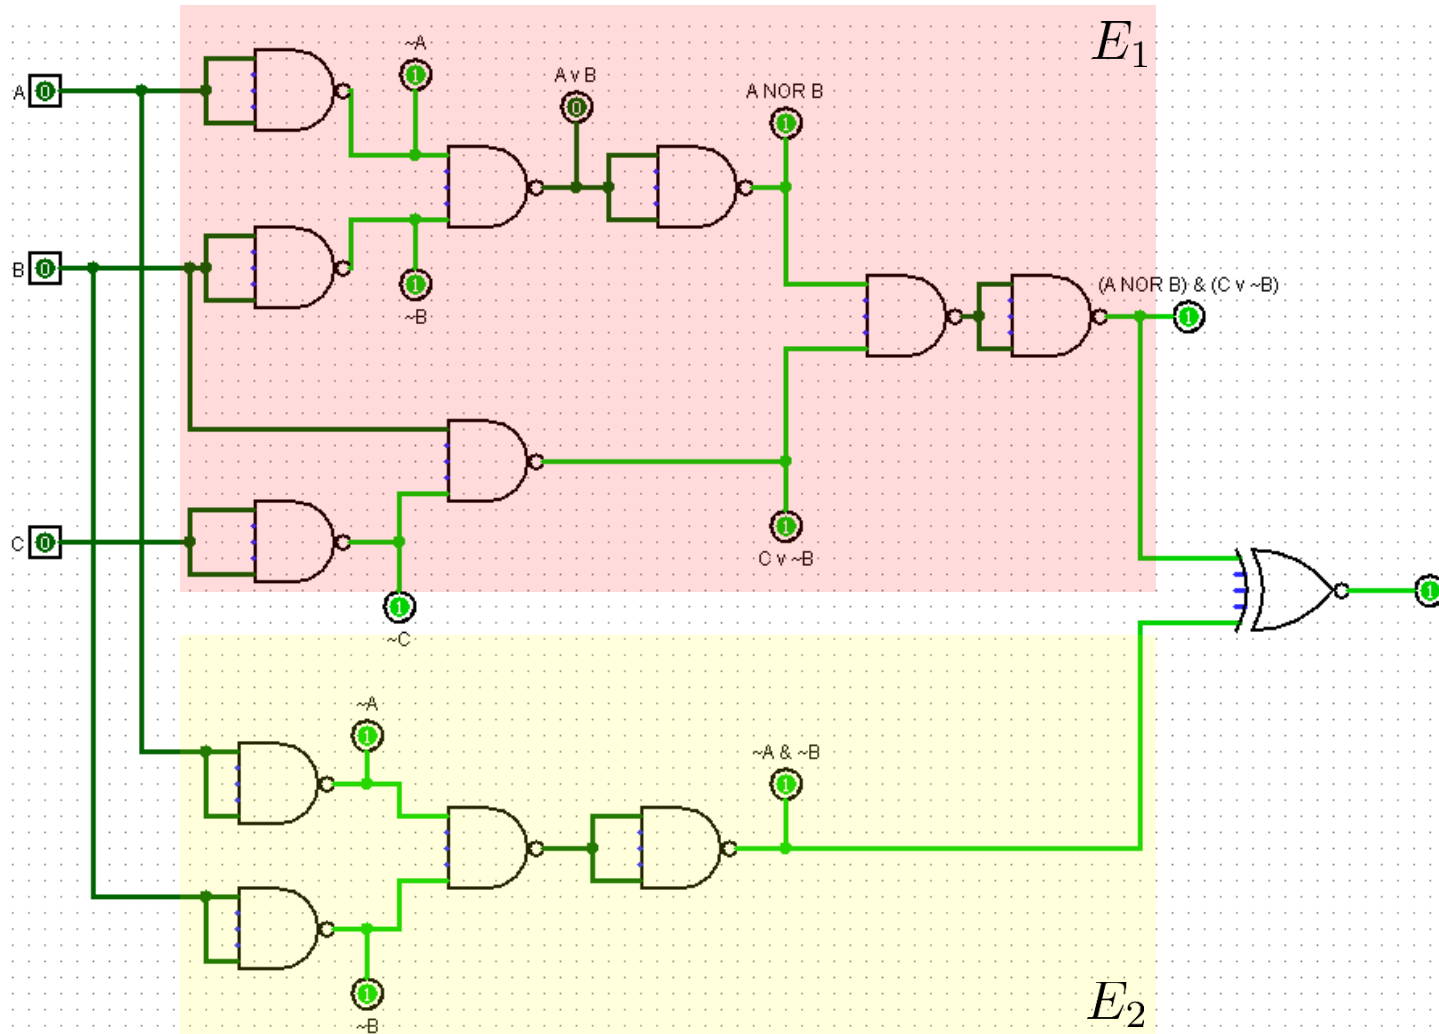 E1
~A
A v B
A NOR B
A 0
1
0
1
B 0
1
~B
(A NOR B) & (C v ~B)
1
C 0
1
C v ~B
1
~C
1
~A
1
~A & ~B
1
1
~B
E2